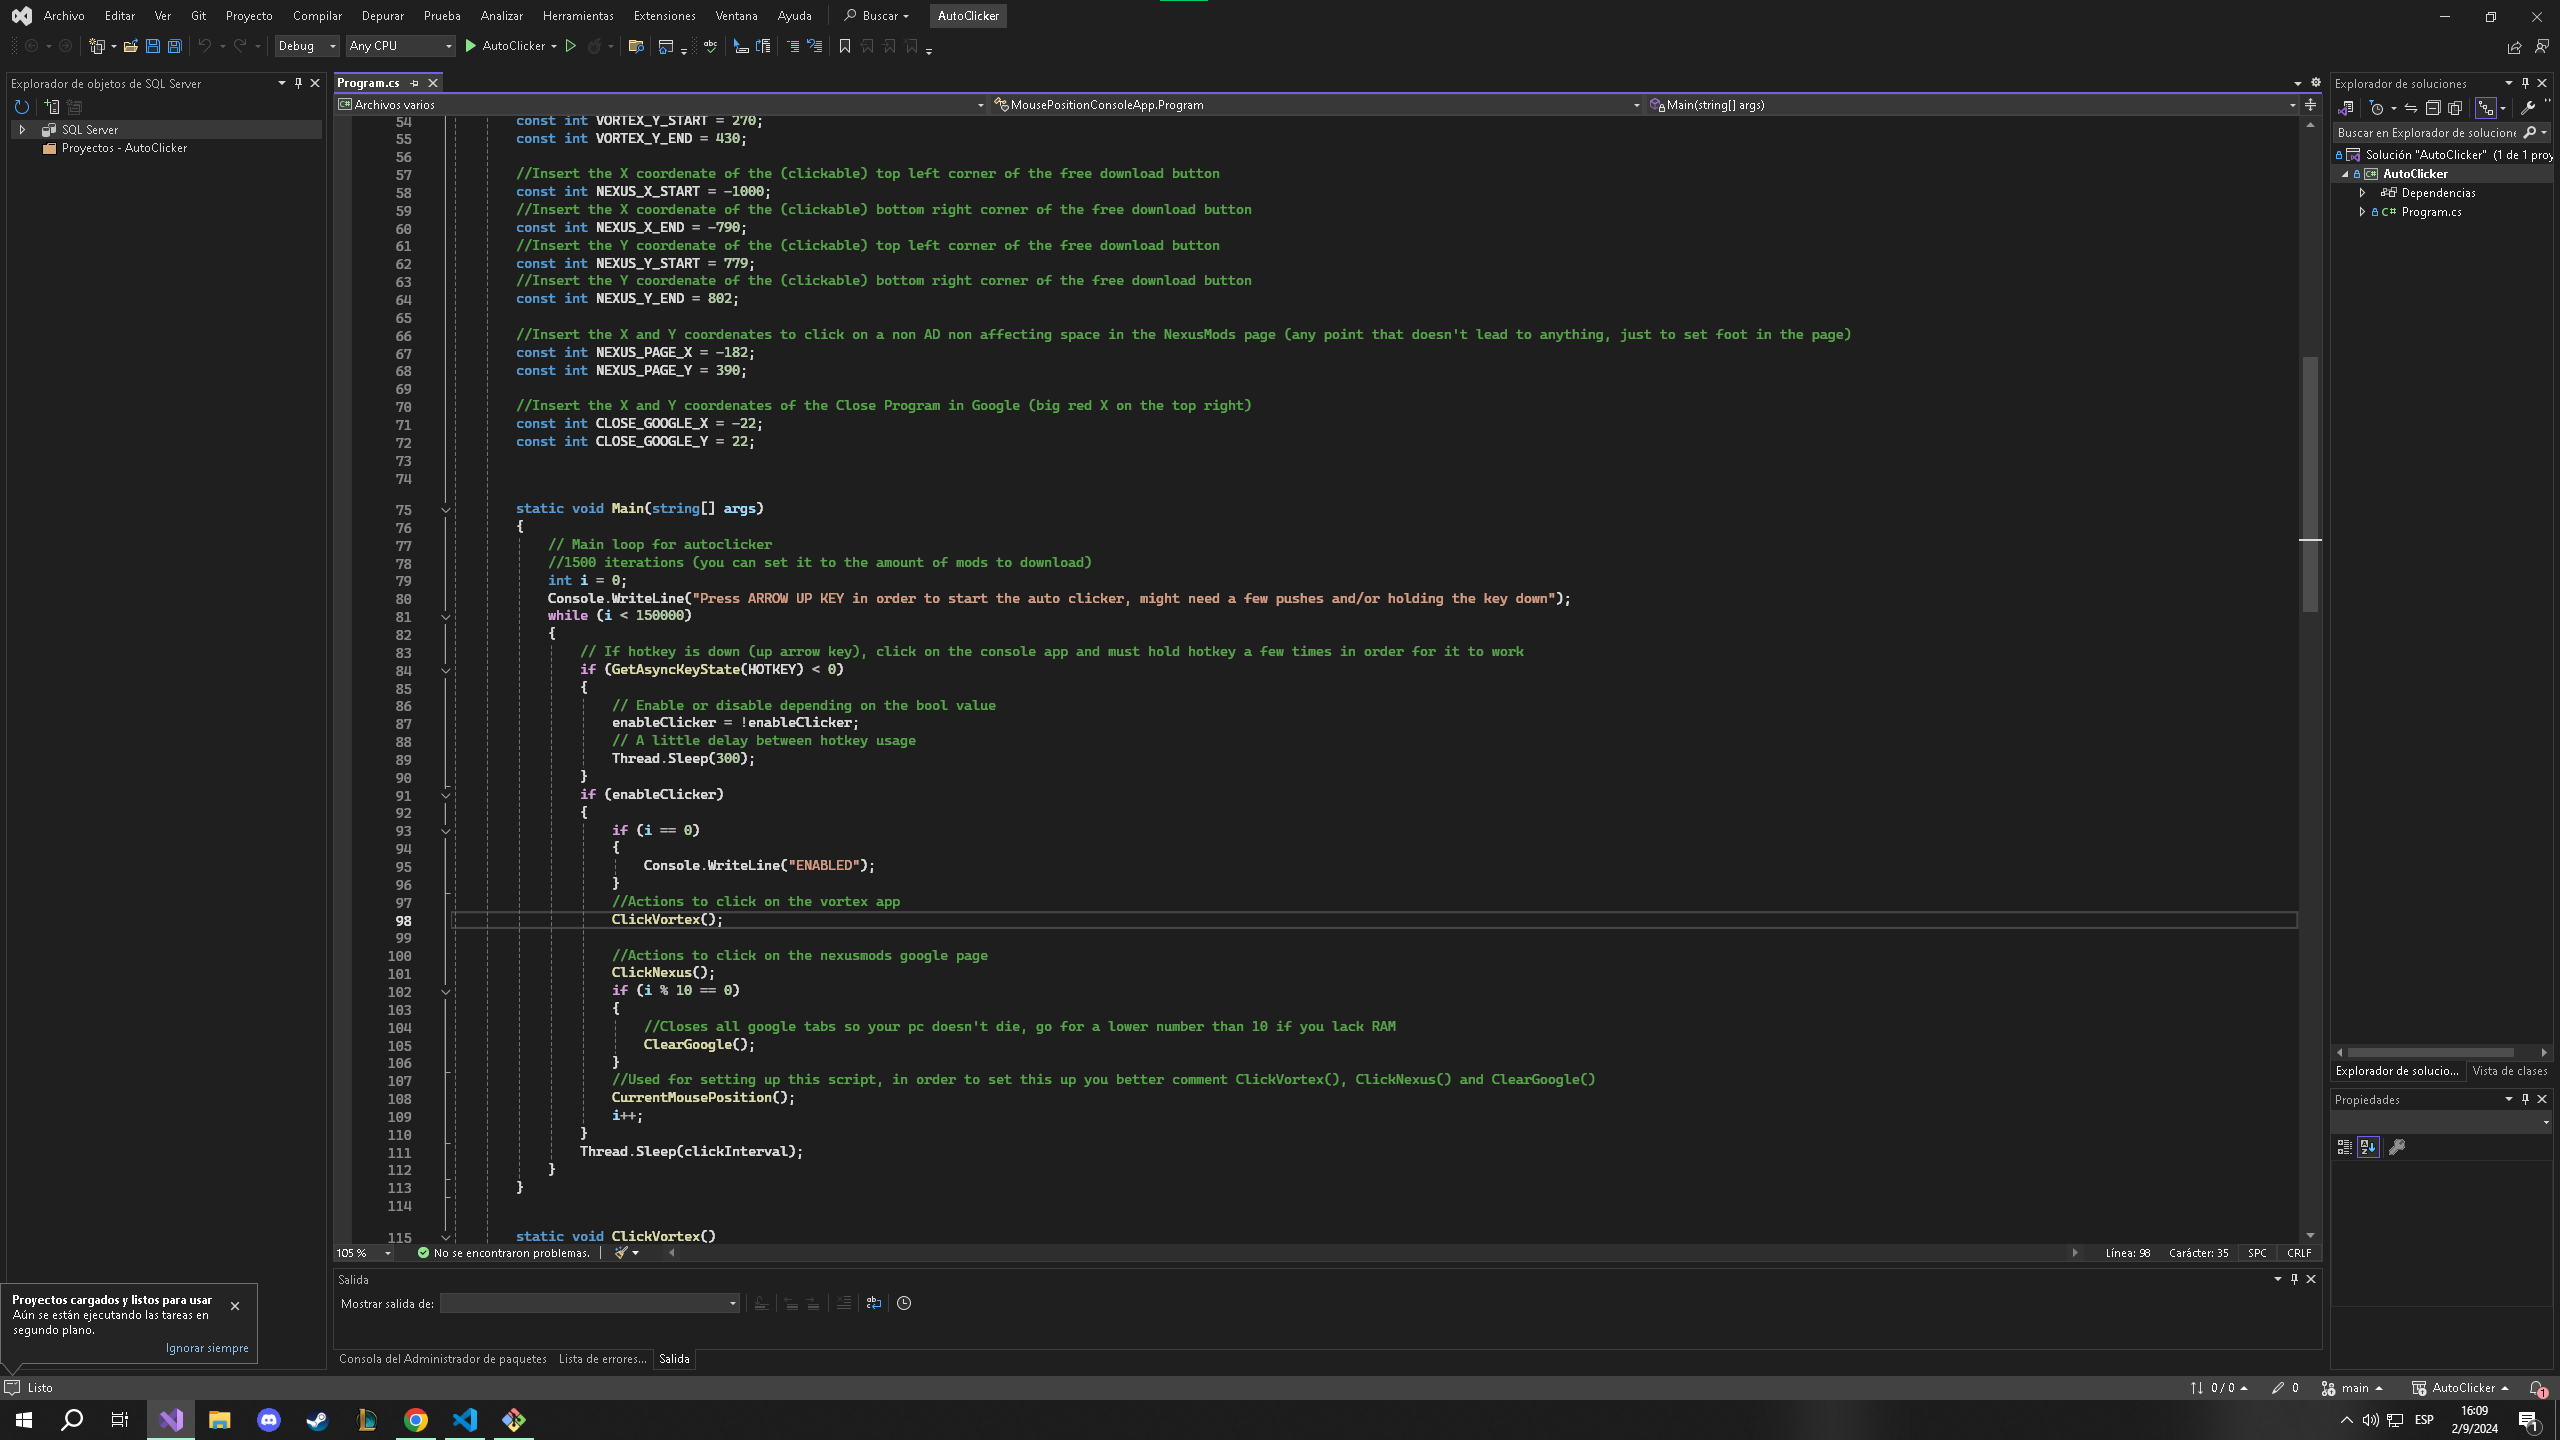 Archivo Editar Ver Git Proyecto Compilar Depurar Prueba Analizar Herramientas Extensiones Ventana Ayuda Buscar AutoClicker
Debug Any CPU AutoClicker
Explorador de objetos de SQL Server
SQL Server
Proyectos - AutoClicker
Program.cs
Archivos varios MousePositionConsoleApp.Program Main(string[] args)
54 const int VORTEX_Y_START = 270;
55 const int VORTEX_Y_END = 430;
56
57 //Insert the X coordenate of the (clickable) top left corner of the free download button
58 const int NEXUS_X_START = -1000;
59 //Insert the X coordenate of the (clickable) bottom right corner of the free download button
60 const int NEXUS_X_END = -790;
61 //Insert the Y coordenate of the (clickable) top left corner of the free download button
62 const int NEXUS_Y_START = 779;
63 //Insert the Y coordenate of the (clickable) bottom right corner of the free download button
64 const int NEXUS_Y_END = 802;
65
66 //Insert the X and Y coordenates to click on a non AD non affecting space in the NexusMods page (any point that doesn't lead to anything, just to set foot in the page)
67 const int NEXUS_PAGE_X = -182;
68 const int NEXUS_PAGE_Y = 390;
69
70 //Insert the X and Y coordenates of the Close Program in Google (big red X on the top right)
71 const int CLOSE_GOOGLE_X = -22;
72 const int CLOSE_GOOGLE_Y = 22;
73
74
75 static void Main(string[] args)
76 {
77 // Main loop for autoclicker
78 //1500 iterations (you can set it to the amount of mods to download)
79 int i = 0;
80 Console.WriteLine("Press ARROW UP KEY in order to start the auto clicker, might need a few pushes and/or holding the key down");
81 while (i < 150000)
82 {
83 // If hotkey is down (up arrow key), click on the console app and must hold hotkey a few times in order for it to work
84 if (GetAsyncKeyState(HOTKEY) < 0)
85 {
86 // Enable or disable depending on the bool value
87 enableClicker = !enableClicker;
88 // A little delay between hotkey usage
89 Thread.Sleep(300);
90 }
91 if (enableClicker)
92 {
93 if (i == 0)
94 {
95 Console.WriteLine("ENABLED");
96 }
97 //Actions to click on the vortex app
98 ClickVortex();
99
100 //Actions to click on the nexusmods google page
101 ClickNexus();
102 if (i % 10 == 0)
103 {
104 //Closes all google tabs so your pc doesn't die, go for a lower number than 10 if you lack RAM
105 ClearGoogle();
106 }
107 //Used for setting up this script, in order to set this up you better comment ClickVortex(), ClickNexus() and ClearGoogle()
108 CurrentMousePosition();
109 i++;
110 }
111 Thread.Sleep(clickInterval);
112 }
113 }
114
115 static void ClickVortex()
105 % No se encontraron problemas. Línea: 98 Carácter: 35 SPC CRLF
Salida
Mostrar salida de:
Consola del Administrador de paquetes Lista de errores... Salida
Explorador de soluciones
Buscar en Explorador de solucione
Solución "AutoClicker" (1 de 1 proy
AutoClicker
Dependencias
C# Program.cs
Explorador de solucio... Vista de clases
Propiedades
Proyectos cargados y listos para usar
Aún se están ejecutando las tareas en
segundo plano.
Ignorar siempre
Listo 0 / 0 0 main AutoClicker 1
ESP 16:09
2/9/2024 1